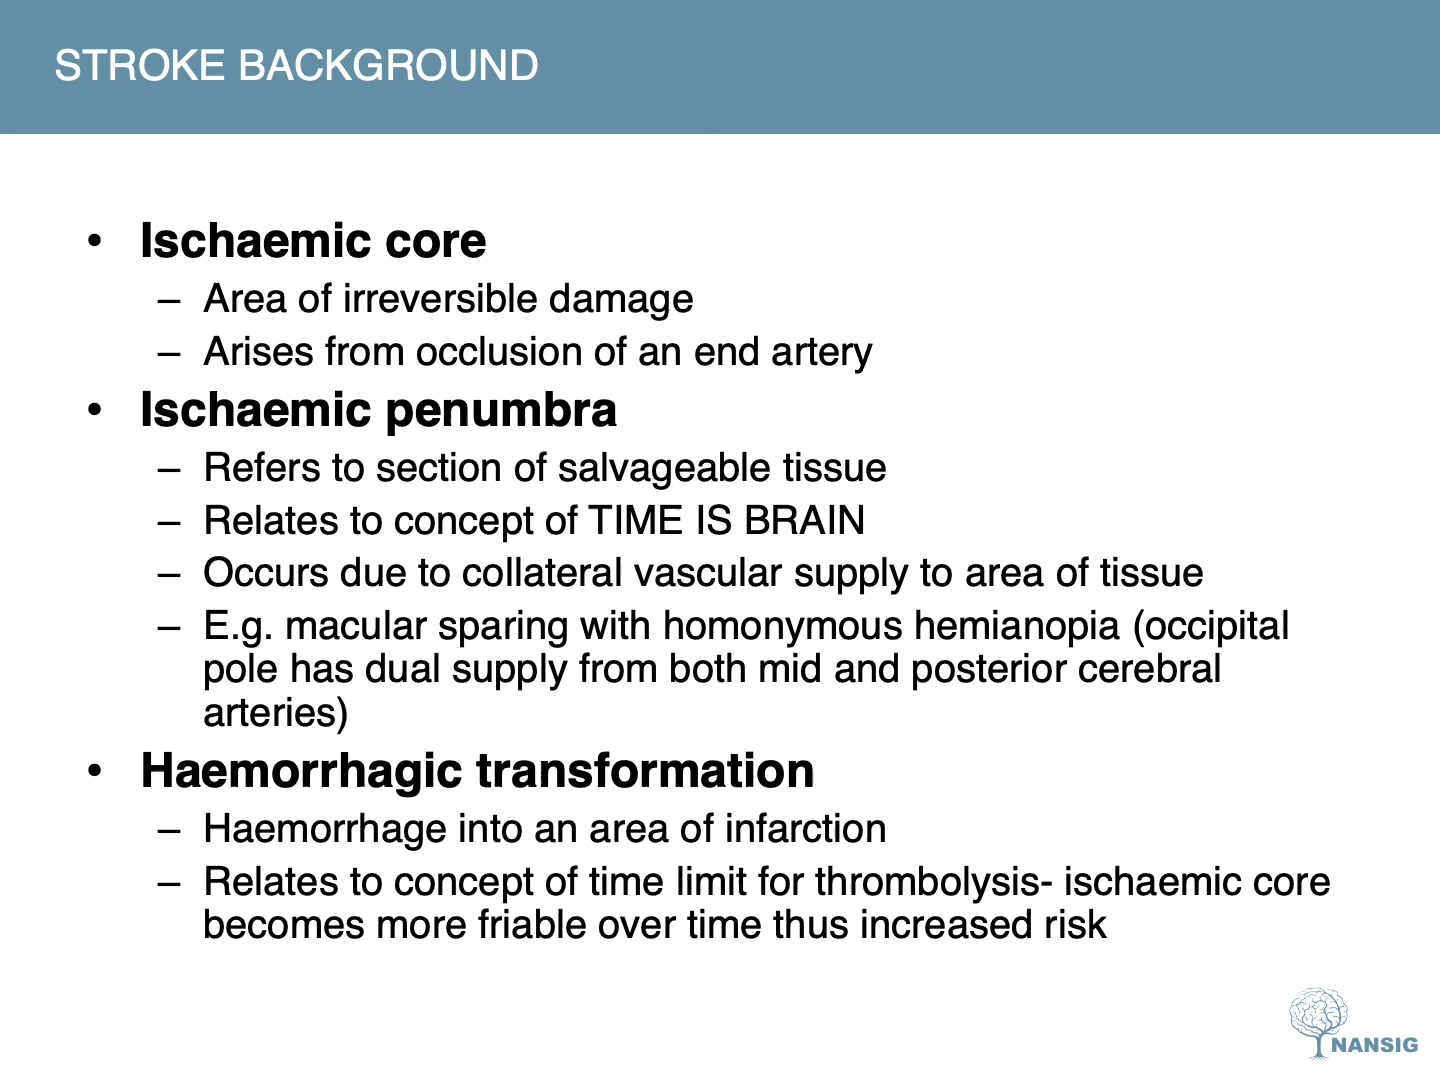 STROKE BACKGROUND
• Ischaemic core
– Area of irreversible damage
– Arises from occlusion of an end artery
• Ischaemic penumbra
– Refers to section of salvageable tissue
– Relates to concept of TIME IS BRAIN
– Occurs due to collateral vascular supply to area of tissue
– E.g. macular sparing with homonymous hemianopia (occipital
pole has dual supply from both mid and posterior cerebral
arteries)
• Haemorrhagic transformation
– Haemorrhage into an area of infarction
– Relates to concept of time limit for thrombolysis- ischaemic core
becomes more friable over time thus increased risk
NANSIG